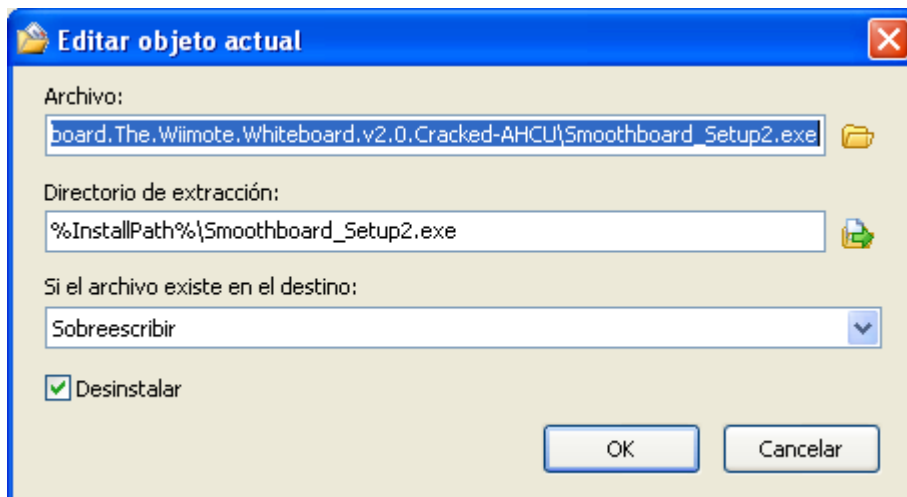 Editar objeto actual
Archivo:
board.The.Wiimote.Whiteboard.v2.0.Cracked-AHCU\Smoothboard_Setup2.exe
Directorio de extracción:
%InstallPath%\Smoothboard_Setup2.exe
Si el archivo existe en el destino:
Sobreescribir
Desinstalar
OK
Cancelar